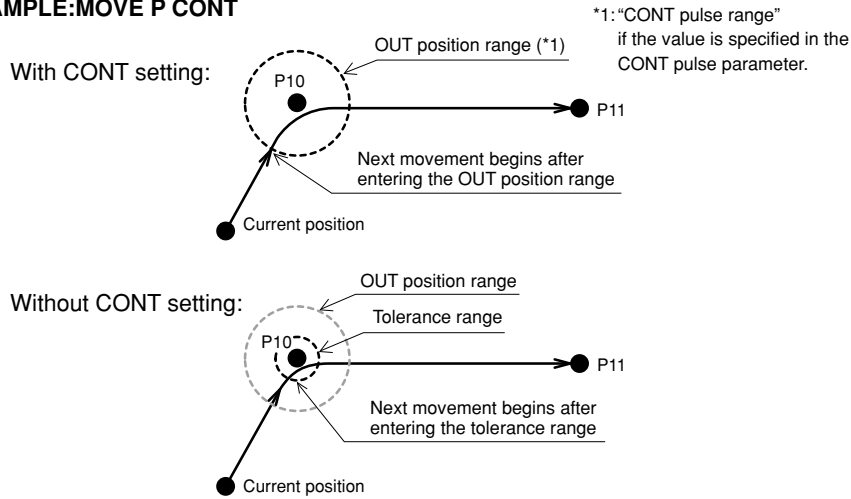 AMPLE:MOVE P CONT
*1: “CONT pulse range”
if the value is specified in the
CONT pulse parameter.
With CONT setting:
OUT position range (*1)
P10
P11
Next movement begins after
entering the OUT position range
Current position
Without CONT setting:
OUT position range
Tolerance range
P10
P11
Next movement begins after
entering the tolerance range
Current position